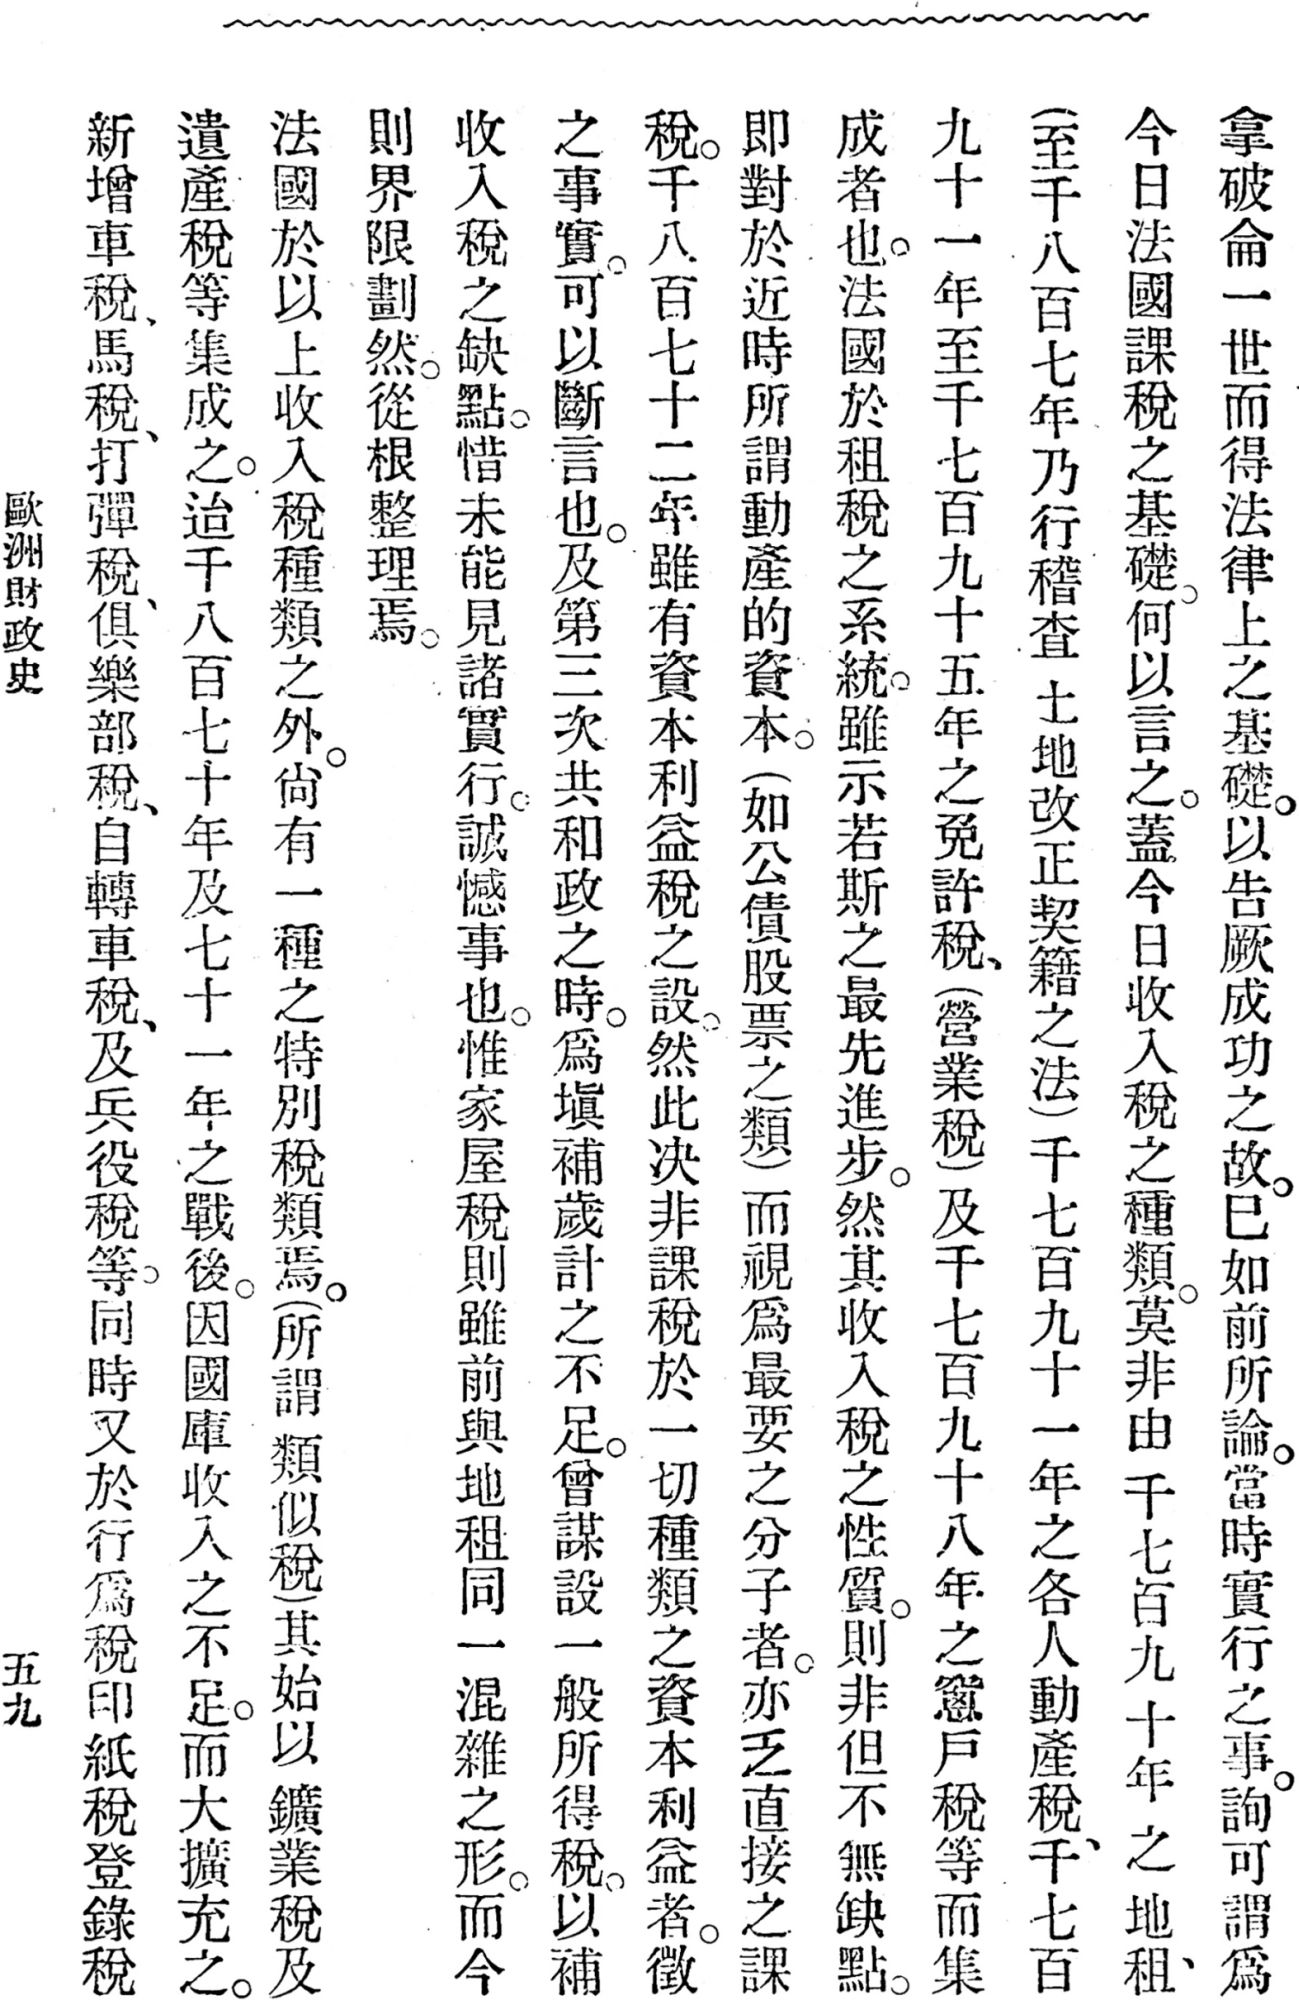 拿破侖一世而得法律上之基礎。以告厥成功之故。已如前所論。當時實行之事。詢可謂爲
今日法國課稅之基礎。何以言之。蓋今日收入稅之種類。莫非由千七百九十年之地租、
(至千八百七年乃行稽查土地改正契籍之法)千七百九十一年之各人動產稅、千七百
九十一年至千七百九十五年之免許稅、(營業稅)及千七百九十八年之窻戶稅等而集
成者也。法國於租稅之系統。雖示若斯之最先進步。然其收入稅之性質。則非但不無缺點。
即對於近時所謂動產的資本。(如公債股票之類)而視爲最要之分子者。亦乏直接之課
稅。千八百七十二年雖有資本利益稅之設。然此决非課稅於一切種類之資本利益者。徵
之事實。可以斷言也。及第三次共和政之時。爲塡補歲計之不足。曾謀設一般所得稅。以補
收入稅之缺點。惜未能見諸實行。誠憾事也。惟家屋稅則雖前與地租同一混雜之形。而今
則界限劃然。從根整理焉。
法國於以上收入稅種類之外。尙有一種之特別稅類焉。(所謂類似稅)其始以鑛業稅及
遺產稅等集成之。迨千八百七十年及七十一年之戰後。因國庫收入之不足。而大擴充之。
新增車稅、馬稅、打彈稅、俱樂部稅、自轉車稅、及兵役稅等。同時又於行爲稅印紙稅登錄稅
歐洲財政史
五九